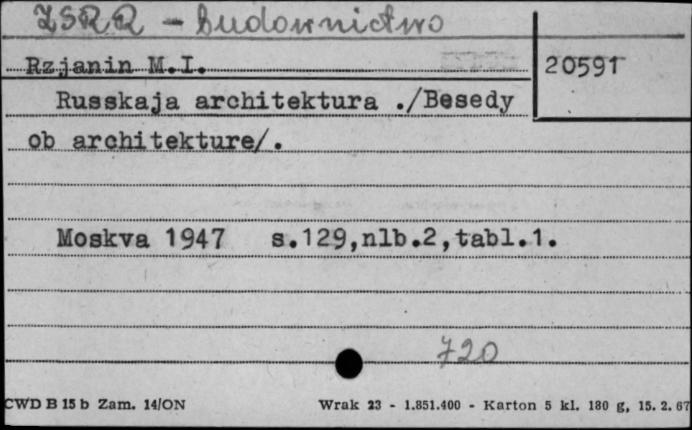 ZSRR - budownictwo
Rzjanin M.I.
20591
Russkaja architektura ./Besedy
ob architekture/.
Moskva 1947 s.129,nlb.2,tabl.1.
720
CWD B 15 b Zam. 14/ON
Wrak 23 - 1.851.400 - Karton 5 kl. 180 g, 15. 2. 67